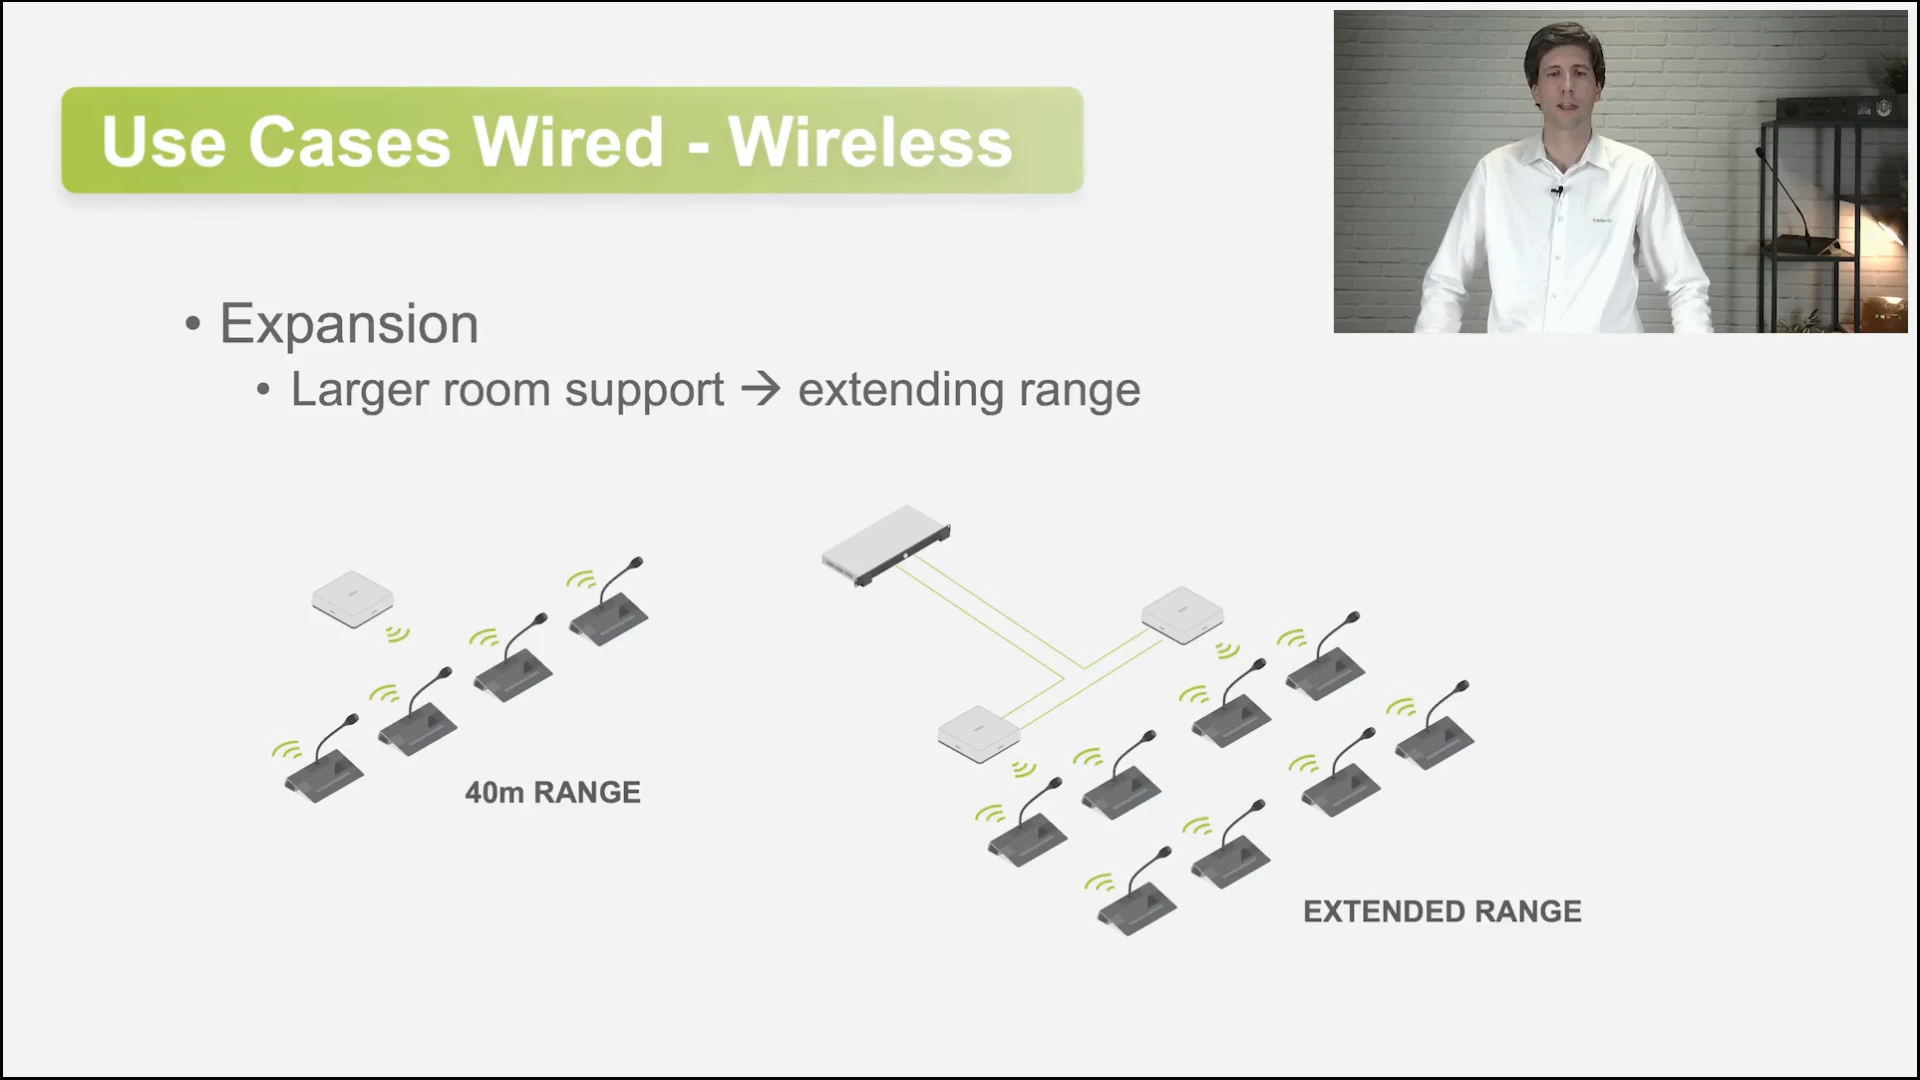 Use Cases Wired - Wireless
• Expansion
• Larger room support → extending range
40m RANGE
EXTENDED RANGE